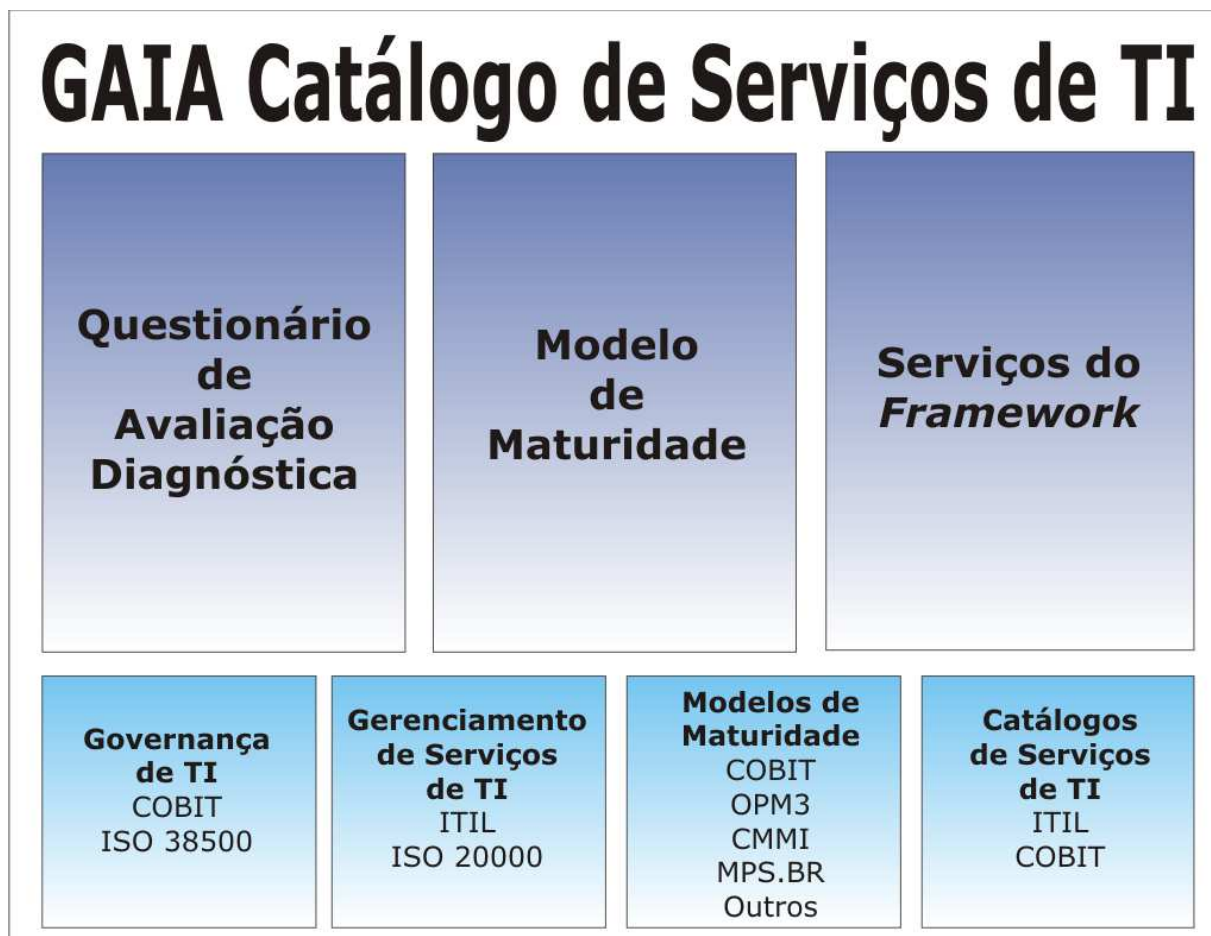 GAIA Catálogo de Serviços de TI
Questionário
de
Avaliação
Diagnóstica
Modelo
de
Maturidade
Serviços do
Framework
Governança
de TI
COBIT
ISO 38500
Gerenciamento
de Serviços
de TI
ITIL
ISO 20000
Modelos de
Maturidade
COBIT
OPM3
CMMI
MPS.BR
Outros
Catálogos
de Serviços
de TI
ITIL
COBIT